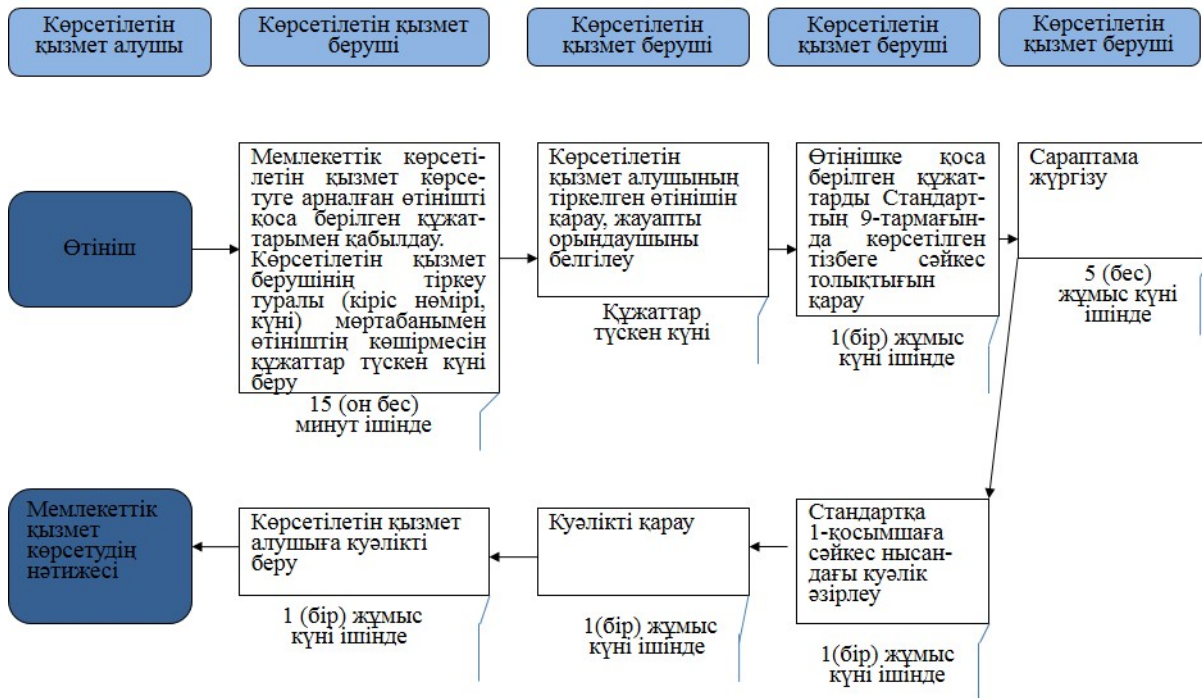 Көрсетілетін
қызмет алушы
Көрсетілетін қызмет
беруші
Көрсетілетін
қызмет беруші
Көрсетілетін
қызмет беруші
Көрсетілетін
қызмет беруші
Өтініш
Мемлекеттік көрсеті-
летін қызмет көрсе-
туге арналған өтінішті
қоса берілген құжат-
тарымен қабылдау.
Көрсетілетін қызмет
берушінің тіркеу
туралы (кіріс нөмірі,
күні) мөртабанымен
өтініштің көшірмесін
құжаттар түскен күні
беру
15 (он бес)
минут ішінде
Көрсетілетін
қызмет алушының
тіркелген өтінішін
қарау, жауапты
орындаушыны
белгілеу
Құжаттар
түскен күні
Өтінішке қоса
берілген құжат-
тарды Стандарт-
тың 9-тармағын-
да көрсетілген
тізбеге сәйкес
толықтығын
қарау
1(бір) жұмыс
күні ішінде
Сараптама
жүргізу
5 (бес)
жұмыс күні
ішінде
Мемлекеттік
қызмет
көрсетудің
нәтижесі
Көрсетілетін қызмет
алушыға куәлікті
беру
1 (бір) жұмыс
күні ішінде
Куәлікті қарау
1(бір) жұмыс
күні ішінде
Стандартқа
1-қосымшаға
сәйкес нысан-
дағы куәлік
әзірлеу
1(бір) жұмыс
күні ішінде